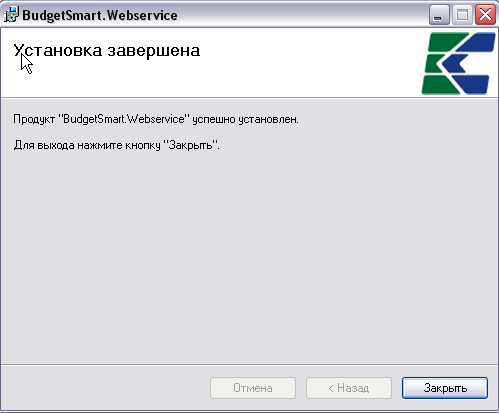 BudgetSmart.Webservice
Установка завершена
Продукт "BudgetSmart.Webservice" успешно установлен.
Для выхода нажмите кнопку "Закрыть".
Отмена
< Назад
Закрыть